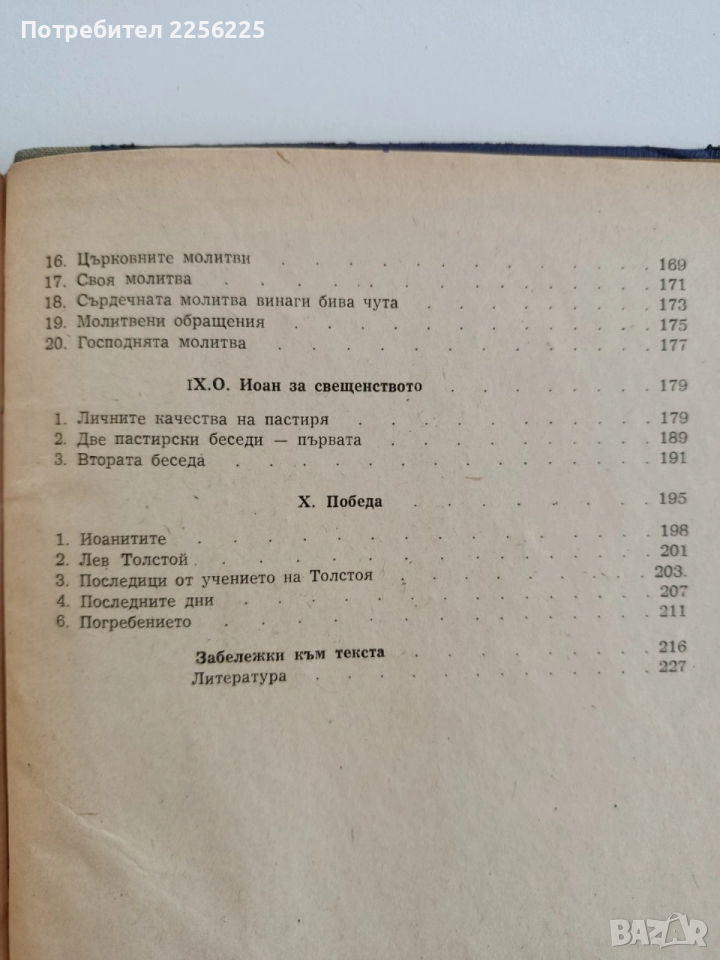 Потребител 2256225
16. Църковните молитви . . . . . . . . . . . 169
17. Своя молитва . . . . . . . . . . . . . 171
18. Сърдечната молитва винаги бива чута . . . . . . 173
19. Молитвени обращения . . . . . . . . . . 175
20. Господнята молитва . . . . . . . . . . . 177
IX.О. Иоан за свещенството . . . . . . 179
1. Личните качества на пастиря . . . . . . . . 179
2. Две пастирски беседи — първата . . . . . . . 189
3. Втората беседа . . . . . . . . . . . . 191
X. Победа . . . . . . . 195
1. Иоанитите . . . . . . . . . . . . . . 198
2. Лев Толстой . . . . . . . . . . . . . . 201
3. Последици от учението на Толстоя . . . . . . . 203.
4. Последните дни . . . . . . . . . . . . 207
6. Погребението . . . . . . . . . . . . . 211
Забележки към текста . . . . . . . 216
Литература . . . . . . . . . . . 227
BAZAR